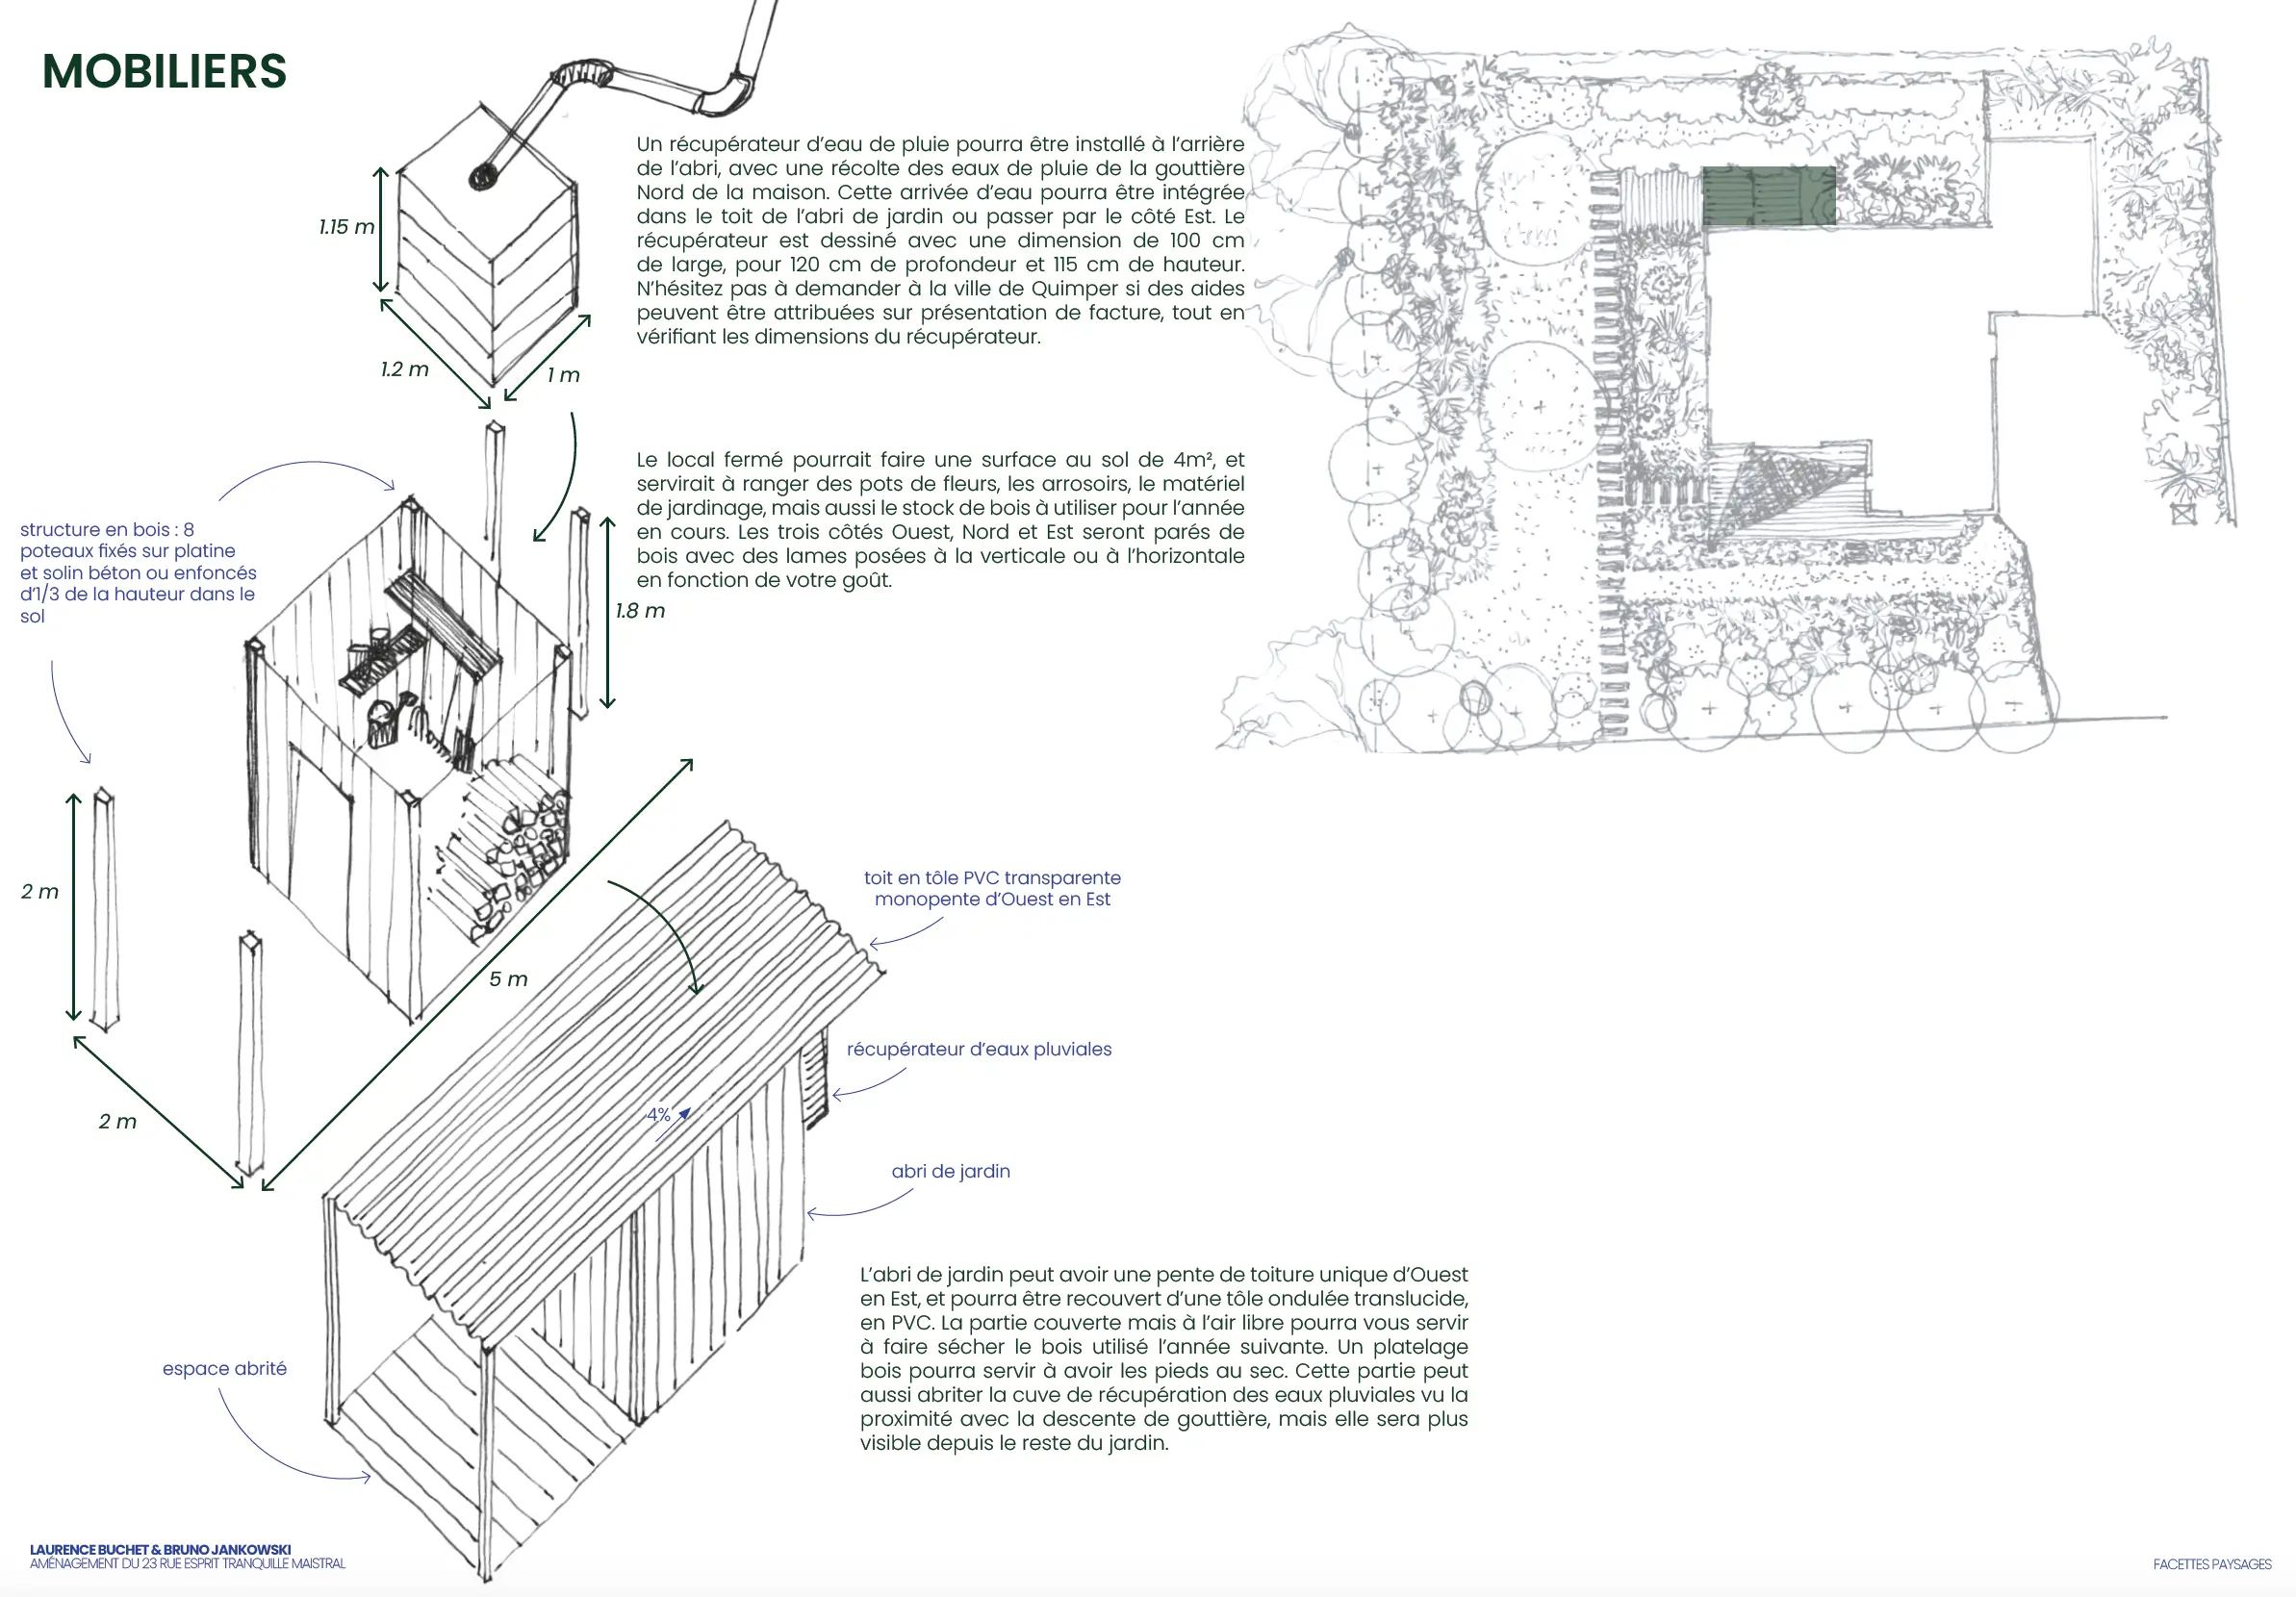 MOBILIERS
Un récupérateur d’eau de pluie pourra être installé à l’arrière
de l’abri, avec une récolte des eaux de pluie de la gouttière
Nord de la maison. Cette arrivée d’eau pourra être intégrée
dans le toit de l’abri de jardin ou passer par le côté Est. Le
récupérateur est dessiné avec une dimension de 100 cm
de large, pour 120 cm de profondeur et 115 cm de hauteur.
N’hésitez pas à demander à la ville de Quimper si des aides
peuvent être attribuées sur présentation de facture, tout en
vérifiant les dimensions du récupérateur.
1.15 m
1.2 m
1 m
Le local fermé pourrait faire une surface au sol de 4m², et
servirait à ranger des pots de fleurs, les arrosoirs, le matériel
de jardinage, mais aussi le stock de bois à utiliser pour l’année
en cours. Les trois côtés Ouest, Nord et Est seront parés de
bois avec des lames posées à la verticale ou à l’horizontale
en fonction de votre goût.
structure en bois : 8
poteaux fixés sur platine
et solin béton ou enfoncés
d’1/3 de la hauteur dans le
sol
1.8 m
2 m
5 m
2 m
toit en tôle PVC transparente
monopente d’Ouest en Est
récupérateur d’eaux pluviales
4%
abri de jardin
L’abri de jardin peut avoir une pente de toiture unique d’Ouest
en Est, et pourra être recouvert d’une tôle ondulée translucide,
en PVC. La partie couverte mais à l’air libre pourra vous servir
à faire sécher le bois utilisé l’année suivante. Un platelage
bois pourra servir à avoir les pieds au sec. Cette partie peut
aussi abriter la cuve de récupération des eaux pluviales vu la
proximité avec la descente de gouttière, mais elle sera plus
visible depuis le reste du jardin.
espace abrité
LAURENCE BUCHET & BRUNO JANKOWSKI
AMÉNAGEMENT DU 23 RUE ESPRIT TRANQUILLE MAISTRAL
FACETTES PAYSAGES